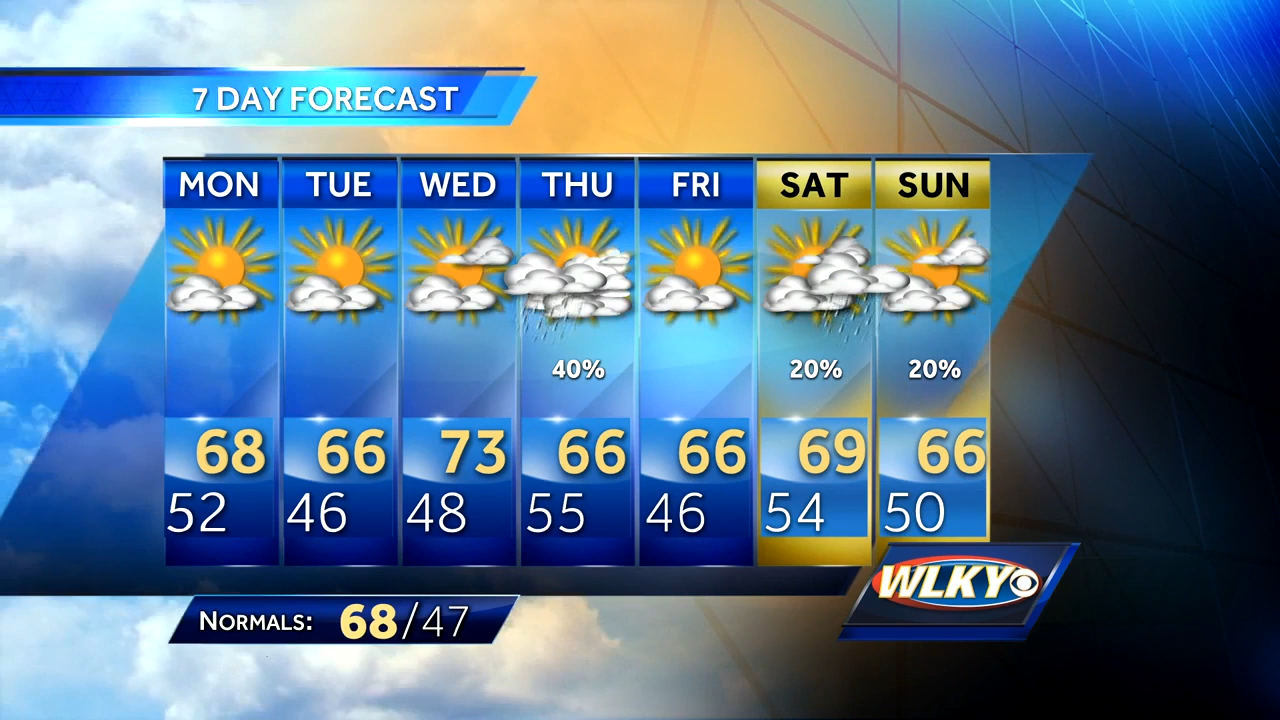 7 DAY FORECAST
MON TUE WED THU FRI SAT SUN
40% 20% 20%
68 66 73 66 66 69 66
52 46 48 55 46 54 50
WLKY
NORMALS: 68/47